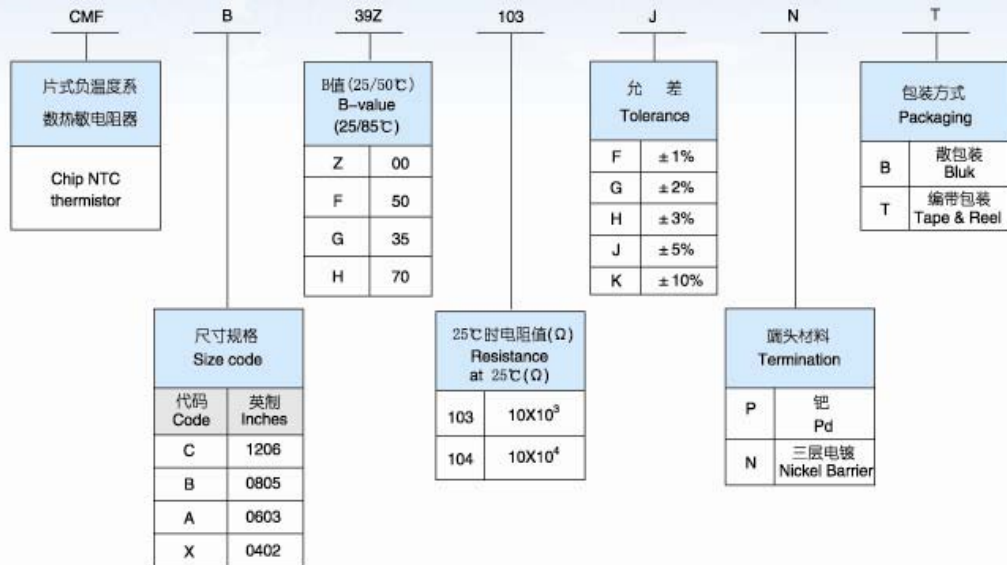 CMF B 39Z 103 J N T
片式负温度系
数热敏电阻器
Chip NTC
thermistor
B值(25/50℃)
B-value
(25/85℃)
Z 00
F 50
G 35
H 70
允 差
Tolerance
F ±1%
G ±2%
H ±3%
J ±5%
K ±10%
包装方式
Packaging
B 散包装
Bluk
T 编带包装
Tape & Reel
尺寸规格
Size code
代码 英制
Code Inches
C 1206
B 0805
A 0603
X 0402
25℃时电阻值(Ω)
Resistance
at 25℃(Ω)
103 10X10³
104 10X10⁴
端头材料
Termination
P 钯
Pd
N 三层电镀
Nickel Barrier